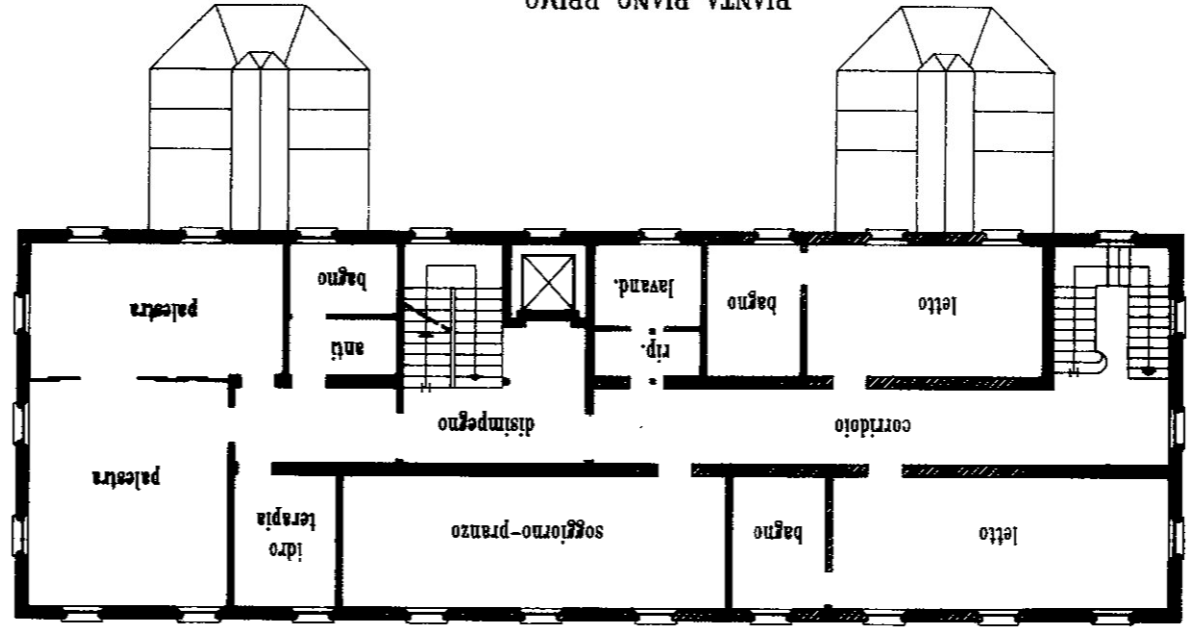 letto
bagno
soggiorno-pranzo
idro
terapia
palestra
corridoio
disimpegno
letto
bagno
rip.
lavand.
anti
bagno
palestra
PIANTA PIANO PRIMO